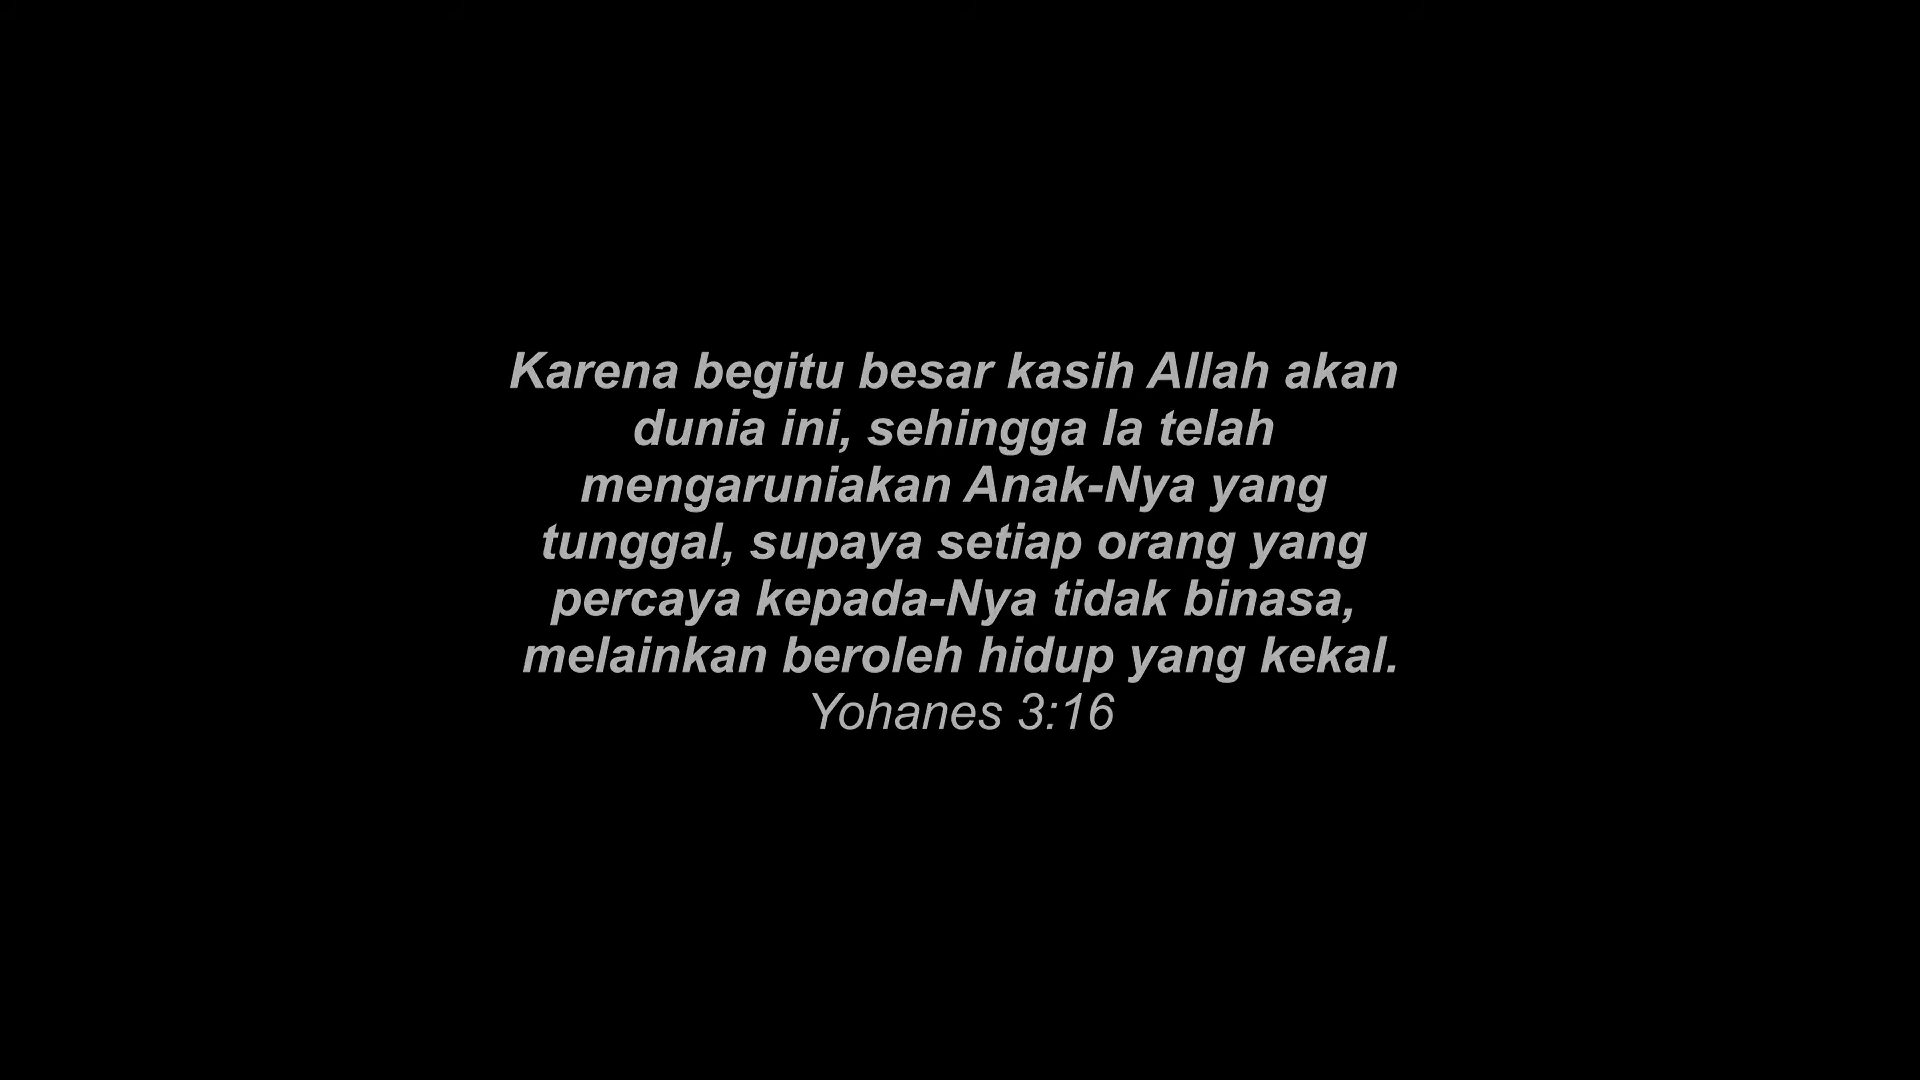 Karena begitu besar kasih Allah akan
dunia ini, sehingga Ia telah
mengaruniakan Anak-Nya yang
tunggal, supaya setiap orang yang
percaya kepada-Nya tidak binasa,
melainkan beroleh hidup yang kekal.
Yohanes 3:16